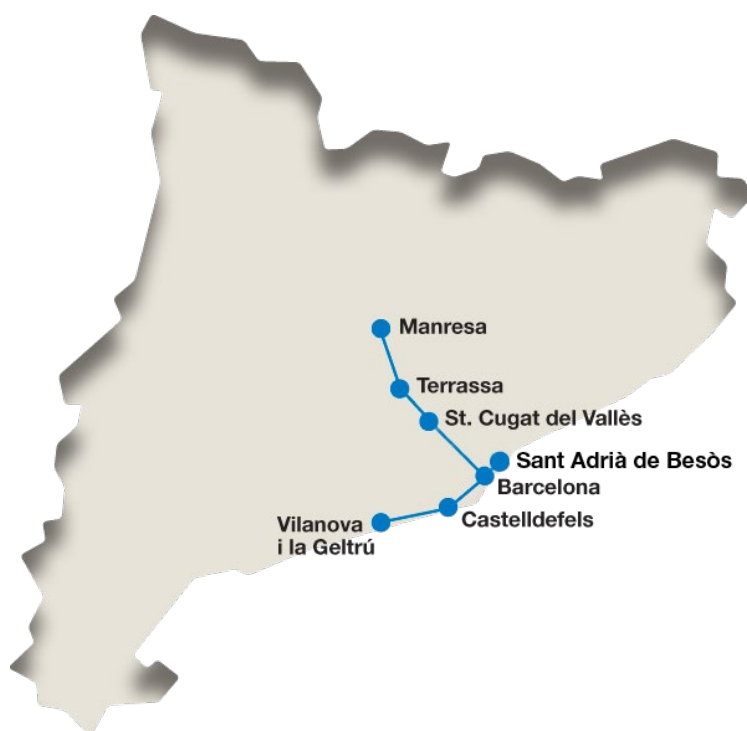 Manresa
Terrassa
St. Cugat del Vallès
Sant Adrià de Besòs
Barcelona
Castelldefels
Vilanova
i la Geltrú